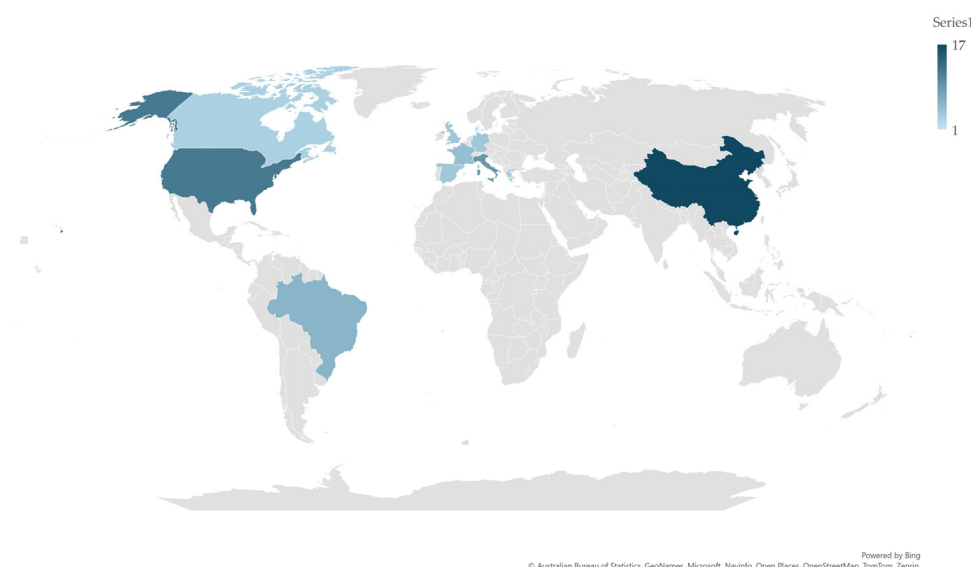 Series1
17
1
Powered by Bing
© Australian Bureau of Statistics, GeoNames, Microsoft, Navinfo, Open Places, OpenStreetMap, TomTom, Zenrin